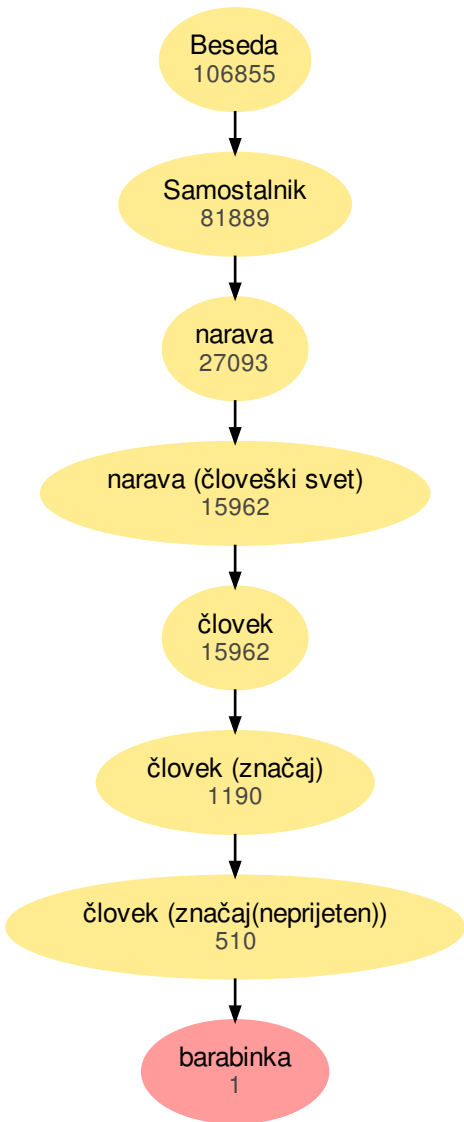 Beseda
106855
Samostalnik
81889
narava
27093
narava (človeški svet)
15962
človek
15962
človek (značaj)
1190
človek (značaj(neprijeten))
510
barabinka
1